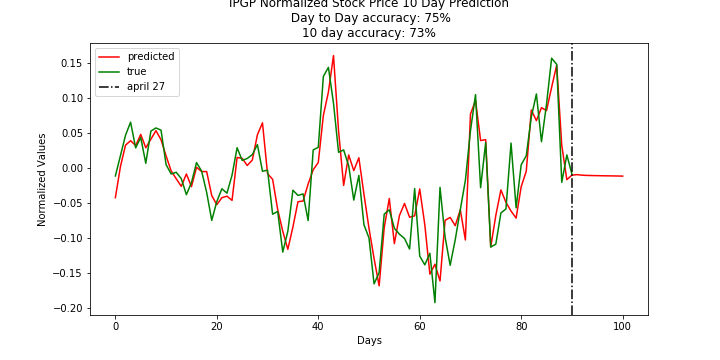 IPGP Normalized Stock Price 10 Day Prediction
Day to Day accuracy: 75%
10 day accuracy: 73%
predicted
true
april 27
Normalized Values
0.15
0.10
0.05
0.00
−0.05
−0.10
−0.15
−0.20
0
20
40
60
80
100
Days